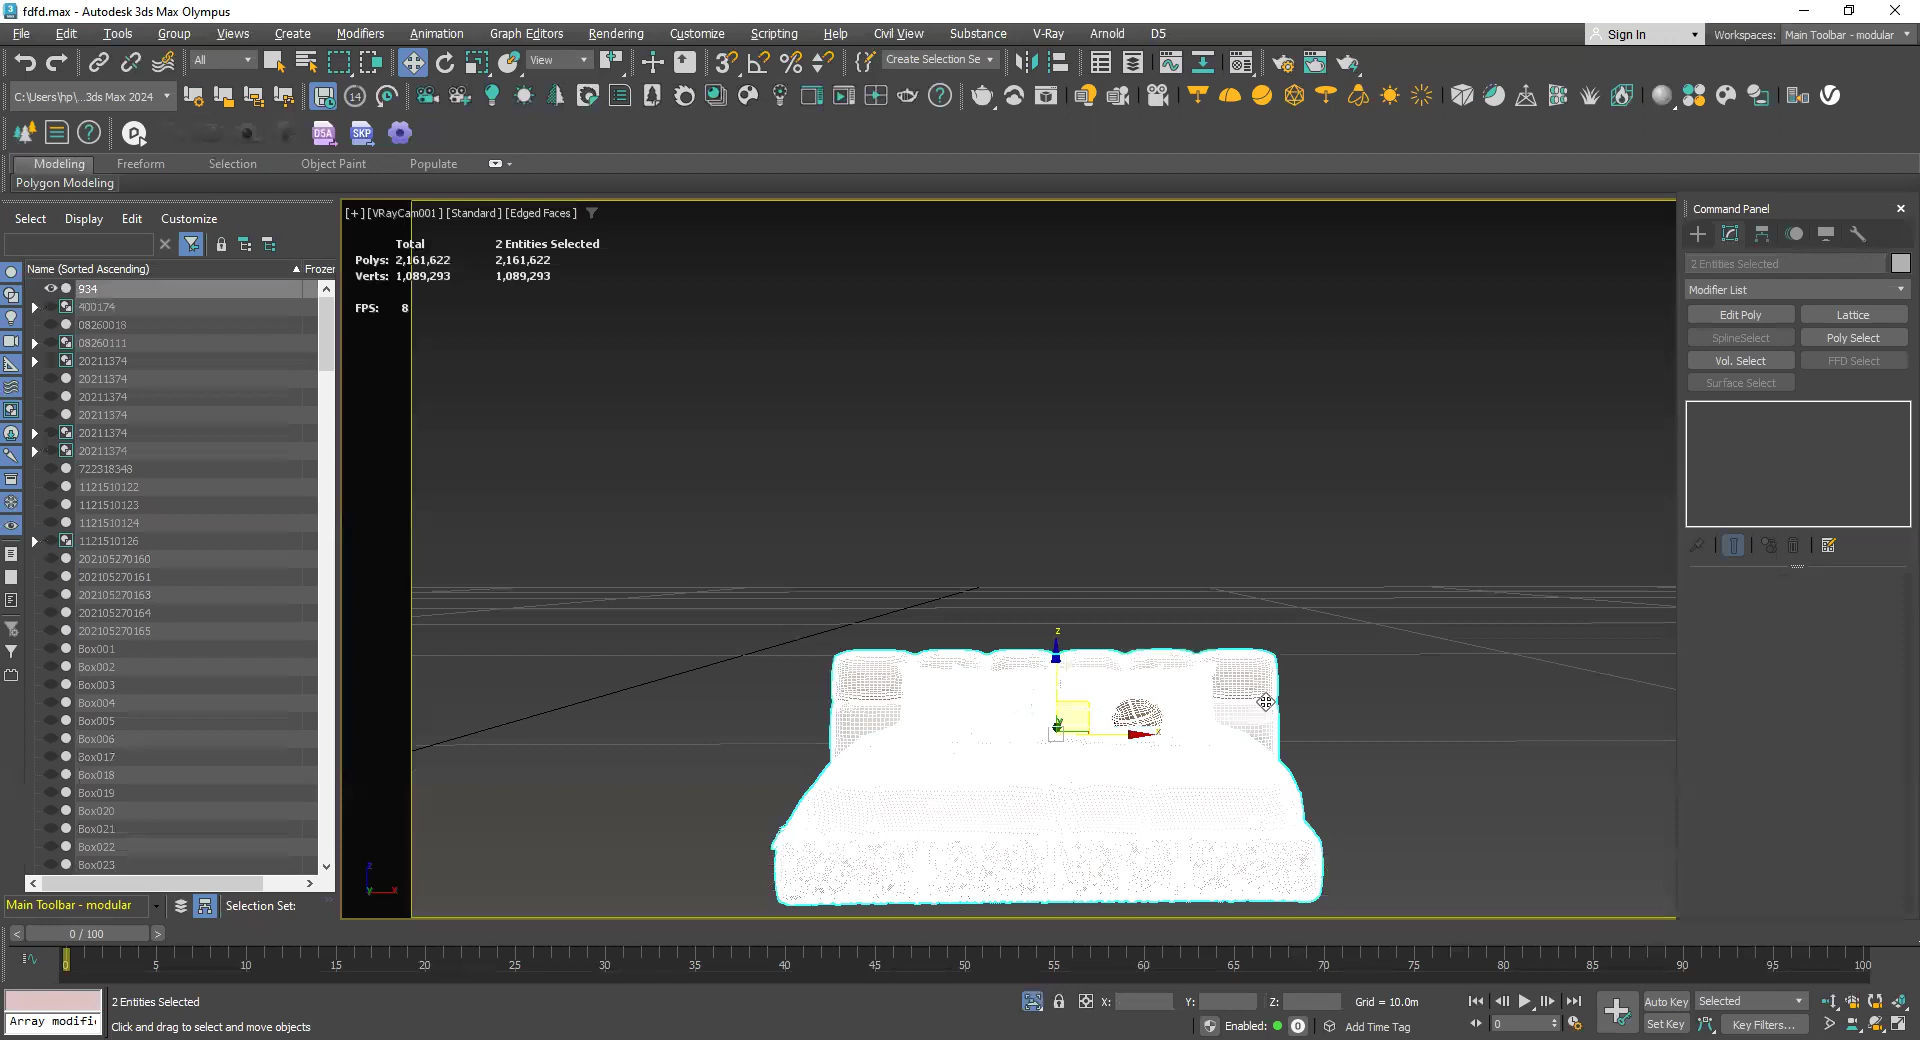 fdfd.max - Autodesk 3ds Max Olympus
File Edit Tools Group Views Create Modifiers Animation Graph Editors Rendering Customize Scripting Help Civil View Substance V-Ray Arnold D5 Sign In Workspaces: Main Toolbar - modular
All View Create Selection Se
C:\Users\hp\...3ds Max 2024 14
D5A SKP
Modeling Freeform Selection Object Paint Populate
Polygon Modeling
Select Display Edit Customize
Name (Sorted Ascending) Frozen
934
400174
08260018
08260111
20211374
20211374
20211374
20211374
20211374
20211374
722318348
1121510122
1121510123
1121510124
1121510126
202105270160
202105270161
202105270163
202105270164
202105270165
Box001
Box002
Box003
Box004
Box005
Box006
Box017
Box018
Box019
Box020
Box021
Box022
Box023
Main Toolbar - modular Selection Set:
[+] [VRayCam001] [Standard] [Edged Faces]
Total 2 Entities Selected
Polys: 2,161,622 2,161,622
Verts: 1,089,293 1,089,293
FPS: 8
z
x
y
z
x
y
Command Panel
2 Entities Selected
Modifier List
Edit Poly Lattice
SplineSelect Poly Select
Vol. Select FFD Select
Surface Select
0 / 100
0 5 10 15 20 25 30 35 40 45 50 55 60 65 70 75 80 85 90 95 100
2 Entities Selected X: Y: Z: Grid = 10.0m Auto Key Selected
Array modifi
Click and drag to select and move objects Enabled: 0 Add Time Tag 0 Set Key Key Filters...